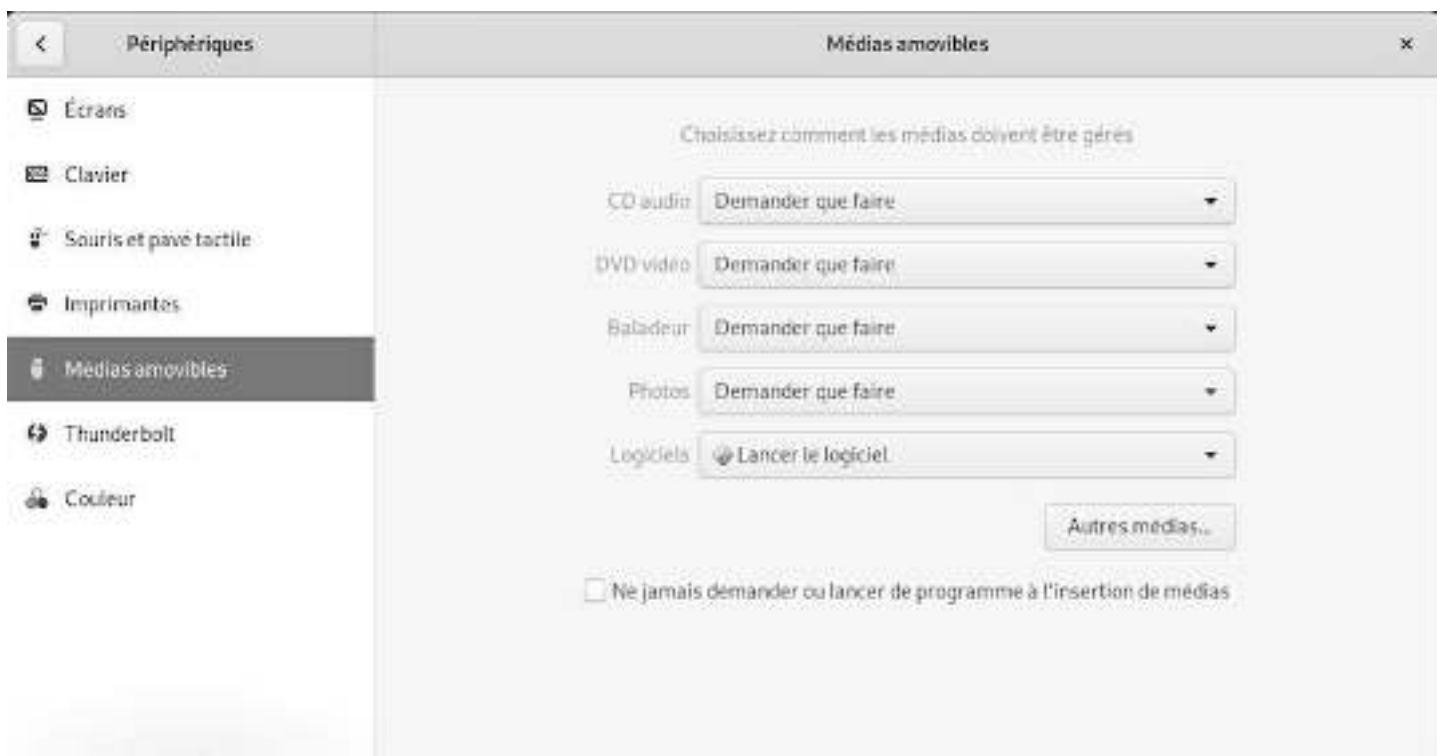 Périphériques
Médias amovibles
Écrans
Clavier
Souris et pavé tactile
Imprimantes
Médias amovibles
Thunderbolt
Couleur
Choisissez comment les médias doivent être gérés
CD audio Demander que faire
DVD vidéo Demander que faire
Baladeur Demander que faire
Photos Demander que faire
Logiciels Lancer le logiciel
Autres médias...
Ne jamais demander ou lancer de programme à l'insertion de médias